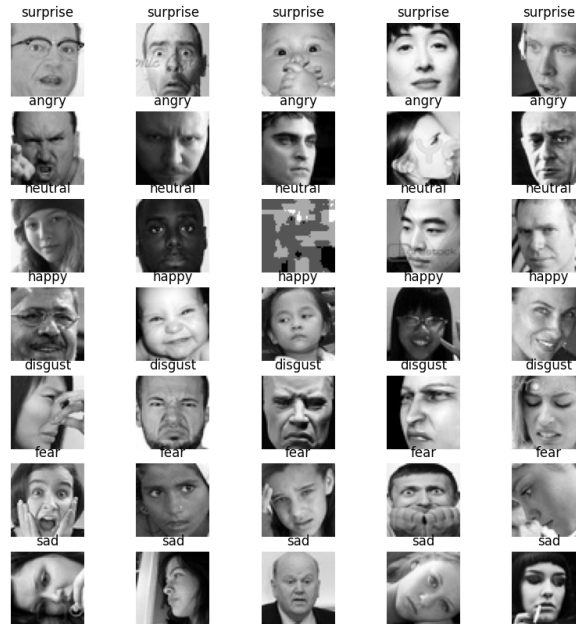 surprise surprise surprise surprise surprise
angry angry angry angry angry
neutral neutral neutral neutral neutral
happy happy happy happy happy
disgust disgust disgust disgust disgust
fear fear fear fear fear
sad sad sad sad sad